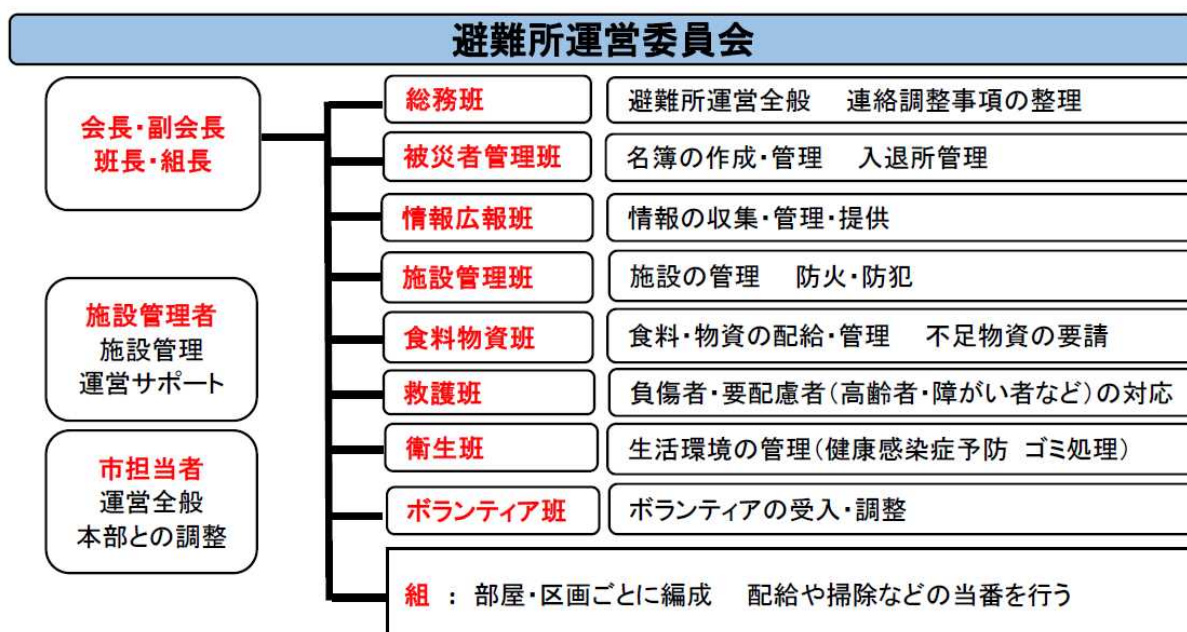 避難所運営委員会
会長・副会長
班長・組長
施設管理者
施設管理
運営サポート
市担当者
運営全般
本部との調整
総務班 避難所運営全般 連絡調整事項の整理
被災者管理班 名簿の作成・管理 入退所管理
情報広報班 情報の収集・管理・提供
施設管理班 施設の管理 防火・防犯
食料物資班 食料・物資の配給・管理 不足物資の要請
救護班 負傷者・要配慮者(高齢者・障がい者など)の対応
衛生班 生活環境の管理(健康感染症予防 ゴミ処理)
ボランティア班 ボランティアの受入・調整
組 : 部屋・区画ごとに編成 配給や掃除などの当番を行う